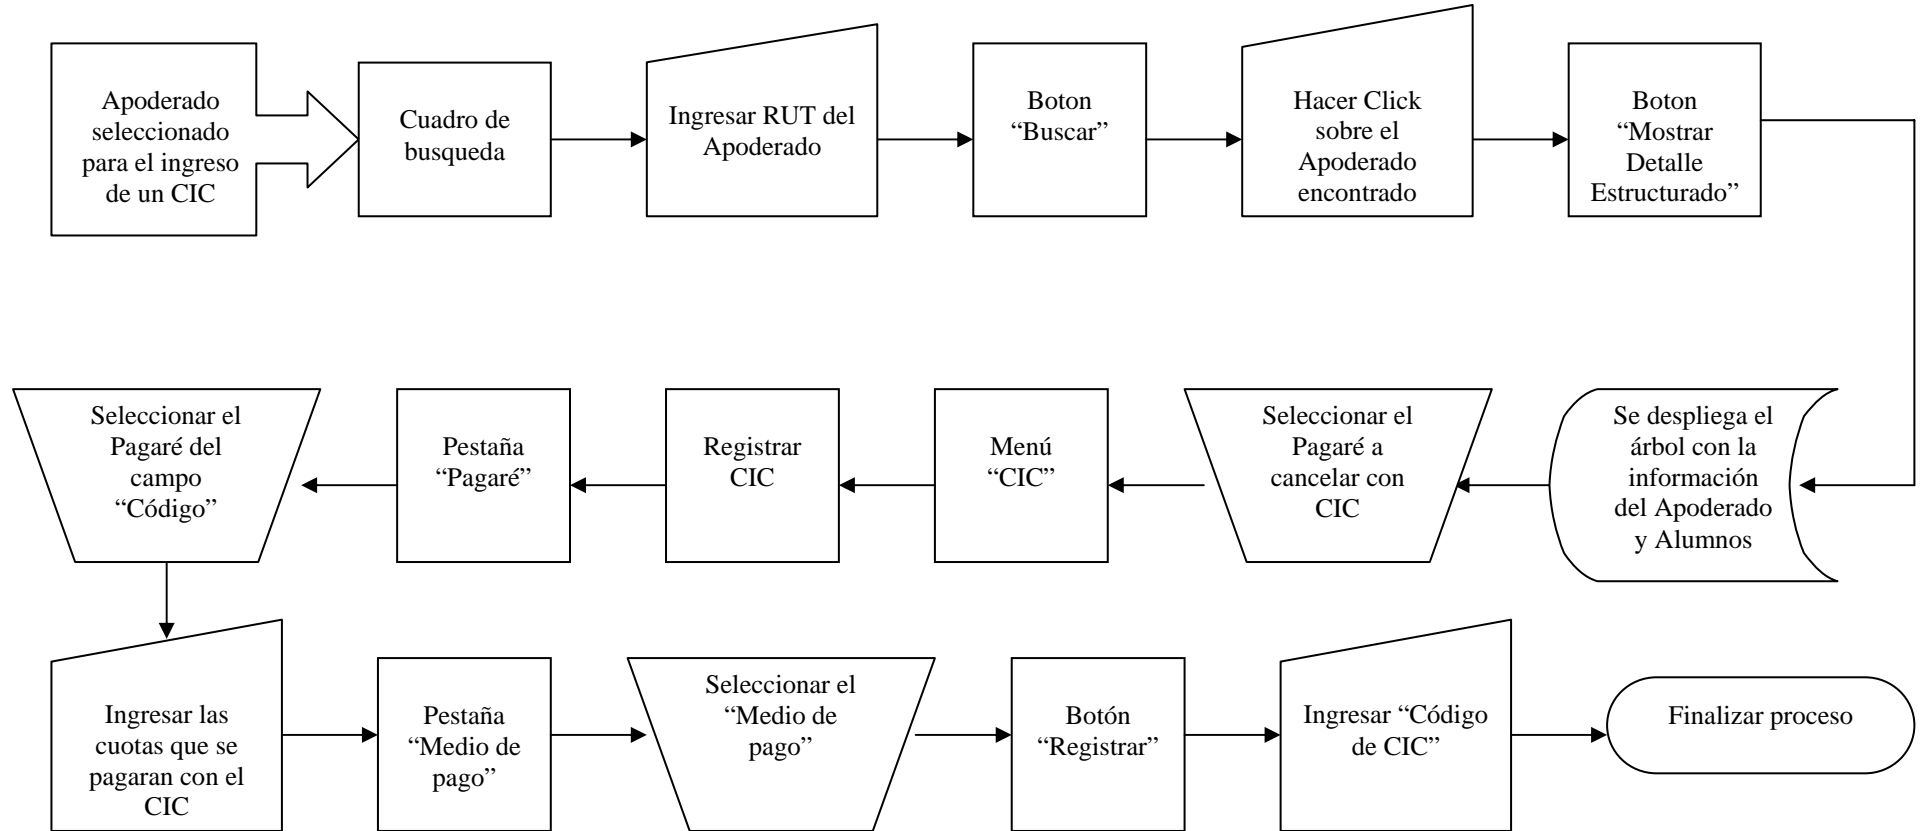 Apoderado
seleccionado
para el ingreso
de un CIC
Cuadro de
busqueda
Ingresar RUT del
Apoderado
Boton
“Buscar”
Hacer Click
sobre el
Apoderado
encontrado
Boton
“Mostrar
Detalle
Estructurado”
Se despliega el
árbol con la
información
del Apoderado
y Alumnos
Seleccionar el
Pagaré a
cancelar con
CIC
Menú
“CIC”
Registrar
CIC
Pestaña
“Pagaré”
Seleccionar el
Pagaré del
campo
“Código”
Ingresar las
cuotas que se
pagaran con el
CIC
Pestaña
“Medio de
pago”
Seleccionar el
“Medio de
pago”
Botón
“Registrar”
Ingresar “Código
de CIC”
Finalizar proceso